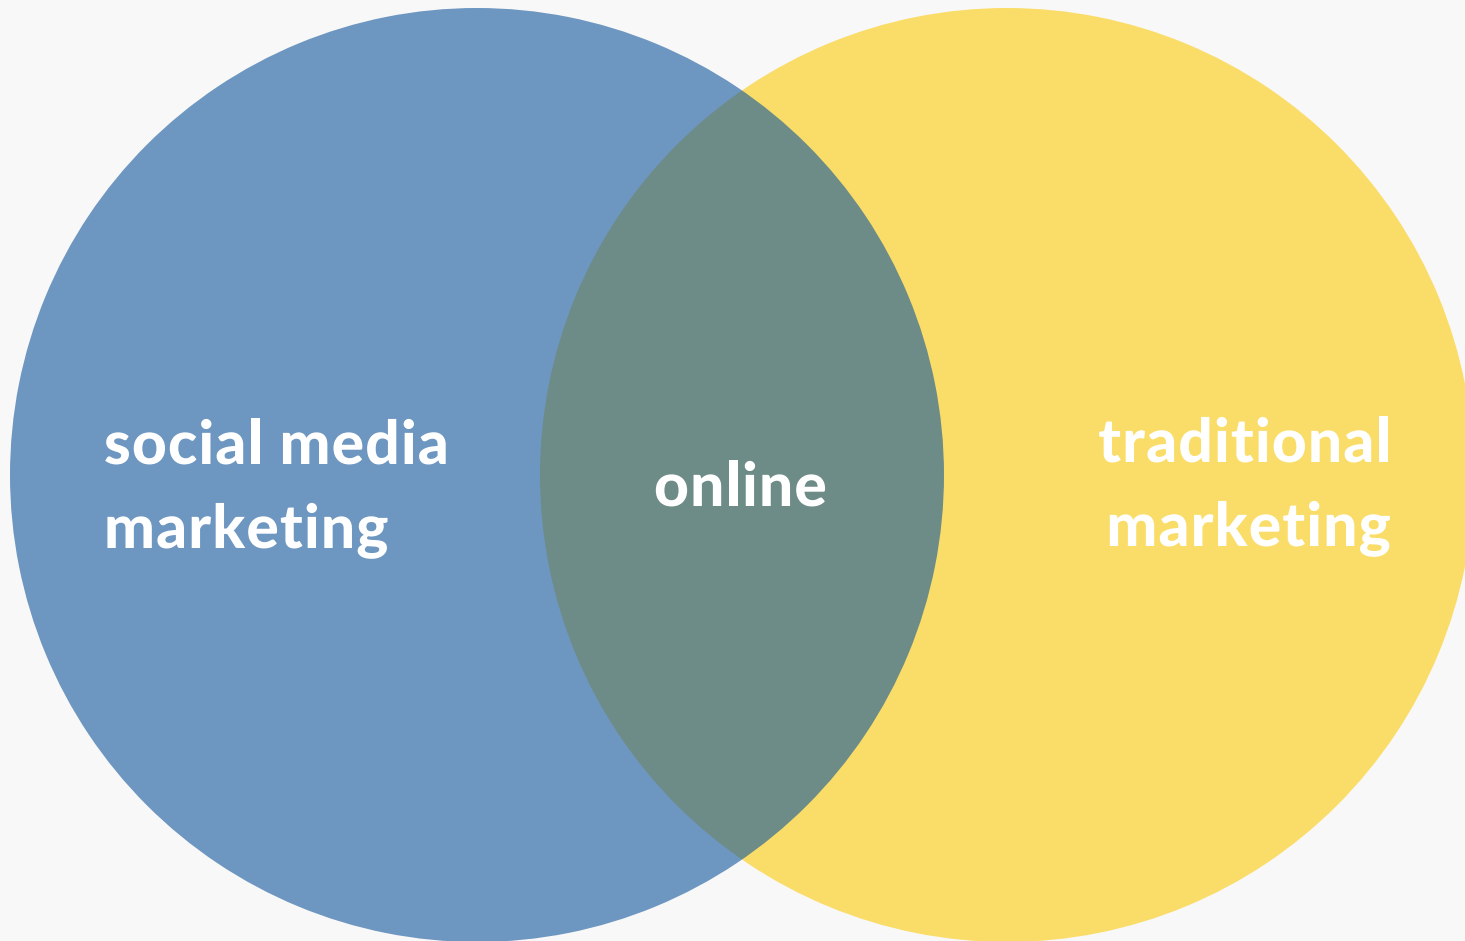 social media
marketing
online
traditional
marketing